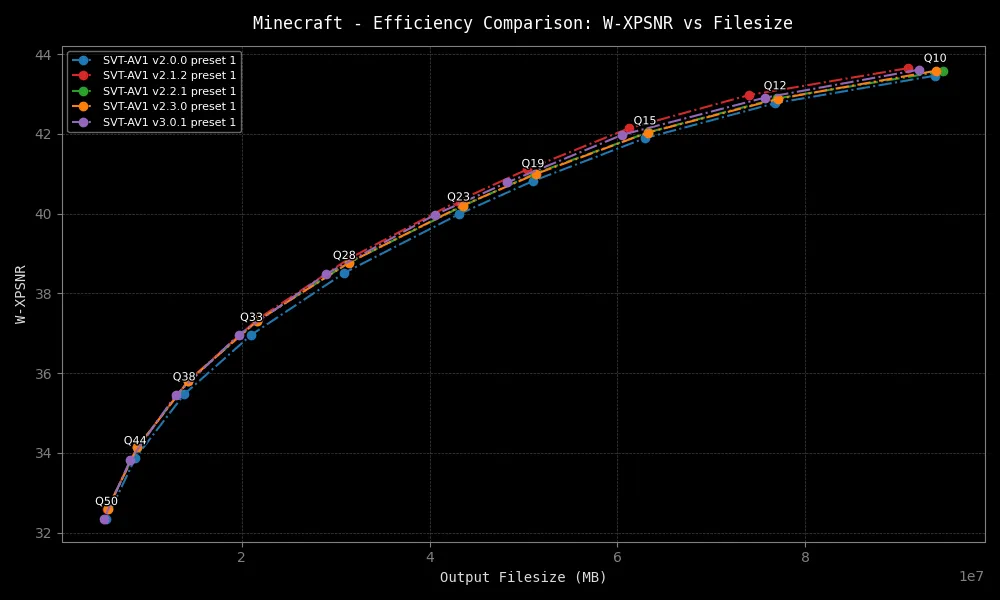 Minecraft - Efficiency Comparison: W-XPSNR vs Filesize
SVT-AV1 v2.0.0 preset 1
SVT-AV1 v2.1.2 preset 1
SVT-AV1 v2.2.1 preset 1
SVT-AV1 v2.3.0 preset 1
SVT-AV1 v3.0.1 preset 1
44
42
40
38
36
34
32
W-XPSNR
Q10
Q12
Q15
Q19
Q23
Q28
Q33
Q38
Q44
Q50
2
4
6
8
1e7
Output Filesize (MB)